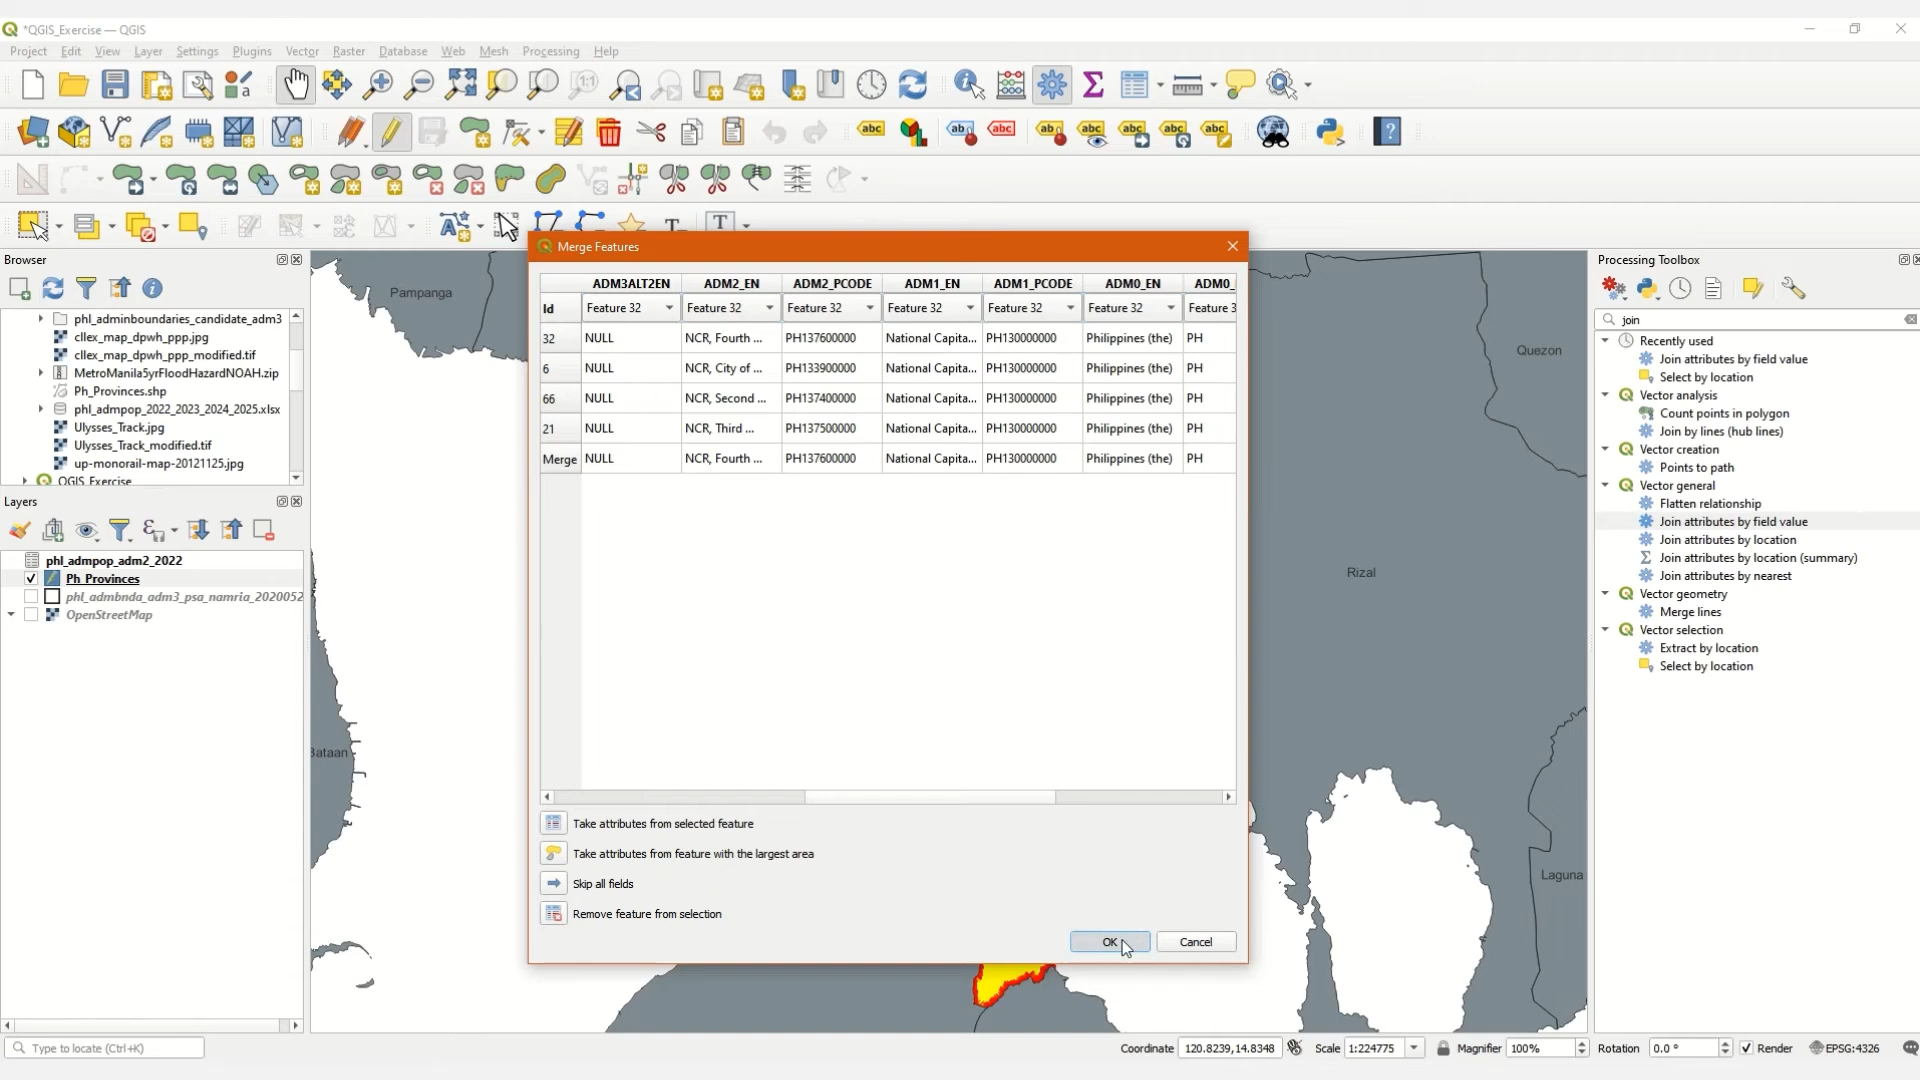 *QGIS_Exercise — QGIS
Project Edit View Layer Settings Plugins Vector Raster Database Web Mesh Processing Help
Browser
phl_adminboundaries_candidate_adm3
cllex_map_dpwh_ppp.jpg
cllex_map_dpwh_ppp_modified.tif
MetroManila5yrFloodHazardNOAH.zip
Ph_Provinces.shp
phl_admpop_2022_2023_2024_2025.xlsx
Ulysses_Track.jpg
Ulysses_Track_modified.tif
up-monorail-map-20121125.jpg
QGIS Exercise
Layers
phl_admpop_adm2_2022
Ph Provinces
phl_admbnda_adm3_psa_namria_2020052
OpenStreetMap
Pampanga
Bataan
Quezon
Rizal
Laguna
Merge Features
ADM3ALT2EN ADM2_EN ADM2_PCODE ADM1_EN ADM1_PCODE ADM0_EN ADM0_
Id Feature 32 Feature 32 Feature 32 Feature 32 Feature 32 Feature 32 Feature 3
32 NULL NCR, Fourth ... PH137600000 National Capita... PH130000000 Philippines (the) PH
6 NULL NCR, City of ... PH133900000 National Capita... PH130000000 Philippines (the) PH
66 NULL NCR, Second ... PH137400000 National Capita... PH130000000 Philippines (the) PH
21 NULL NCR, Third ... PH137500000 National Capita... PH130000000 Philippines (the) PH
Merge NULL NCR, Fourth ... PH137600000 National Capita... PH130000000 Philippines (the) PH
Take attributes from selected feature
Take attributes from feature with the largest area
Skip all fields
Remove feature from selection
OK Cancel
Processing Toolbox
join
Recently used
Join attributes by field value
Select by location
Vector analysis
Count points in polygon
Join by lines (hub lines)
Vector creation
Points to path
Vector general
Flatten relationship
Join attributes by field value
Join attributes by location
Join attributes by location (summary)
Join attributes by nearest
Vector geometry
Merge lines
Vector selection
Extract by location
Select by location
Type to locate (Ctrl+K) Coordinate 120.8239,14.8348 Scale 1:224775 Magnifier 100% Rotation 0.0 ° Render EPSG:4326